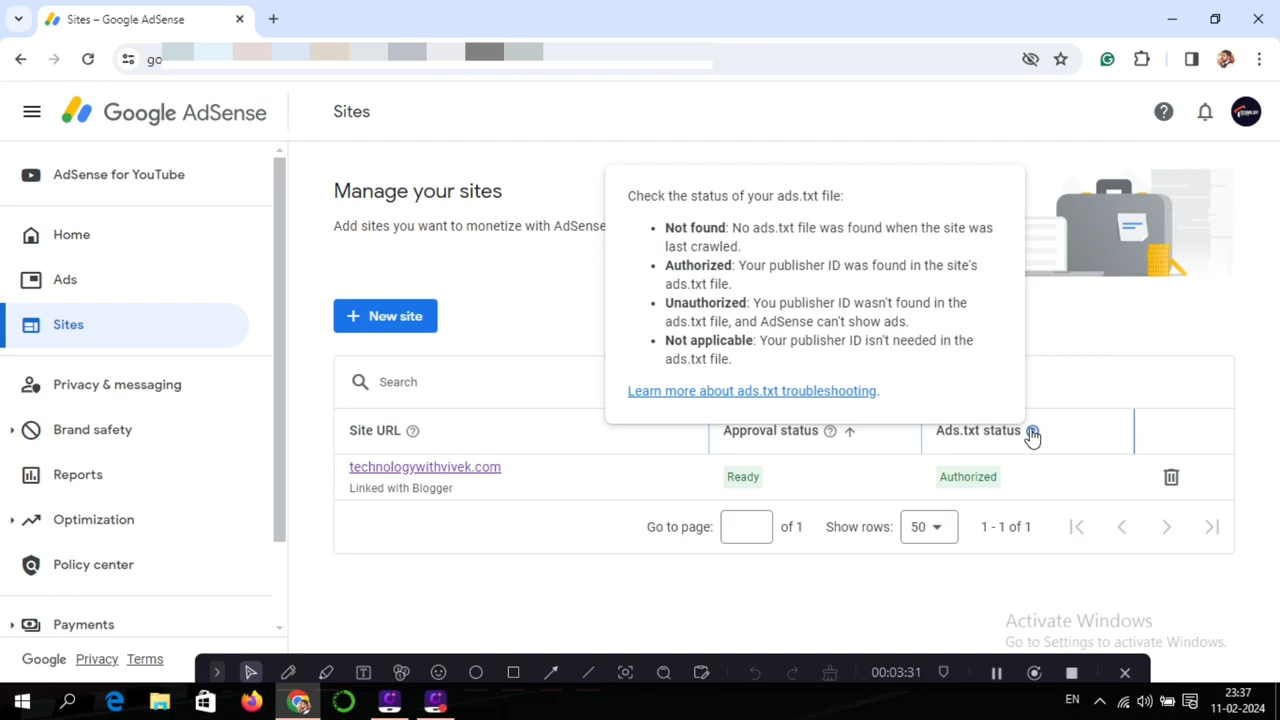 Sites – Google AdSense
go
Google AdSense
Sites
AdSense for YouTube
Home
Ads
Sites
Privacy & messaging
Brand safety
Reports
Optimization
Policy center
Payments
Google Privacy Terms
Manage your sites
Add sites you want to monetize with AdSense
+ New site
Check the status of your ads.txt file:
• Not found: No ads.txt file was found when the site was
last crawled.
• Authorized: Your publisher ID was found in the site's
ads.txt file.
• Unauthorized: You publisher ID wasn't found in the
ads.txt file, and AdSense can't show ads.
• Not applicable: Your publisher ID isn't needed in the
ads.txt file.
Learn more about ads.txt troubleshooting.
Search
Site URL Approval status Ads.txt status
technologywithvivek.com Ready Authorized
Linked with Blogger
Go to page: of 1 Show rows: 50 1 - 1 of 1
Activate Windows
Go to Settings to activate Windows.
00:03:31
EN
23:37
11-02-2024